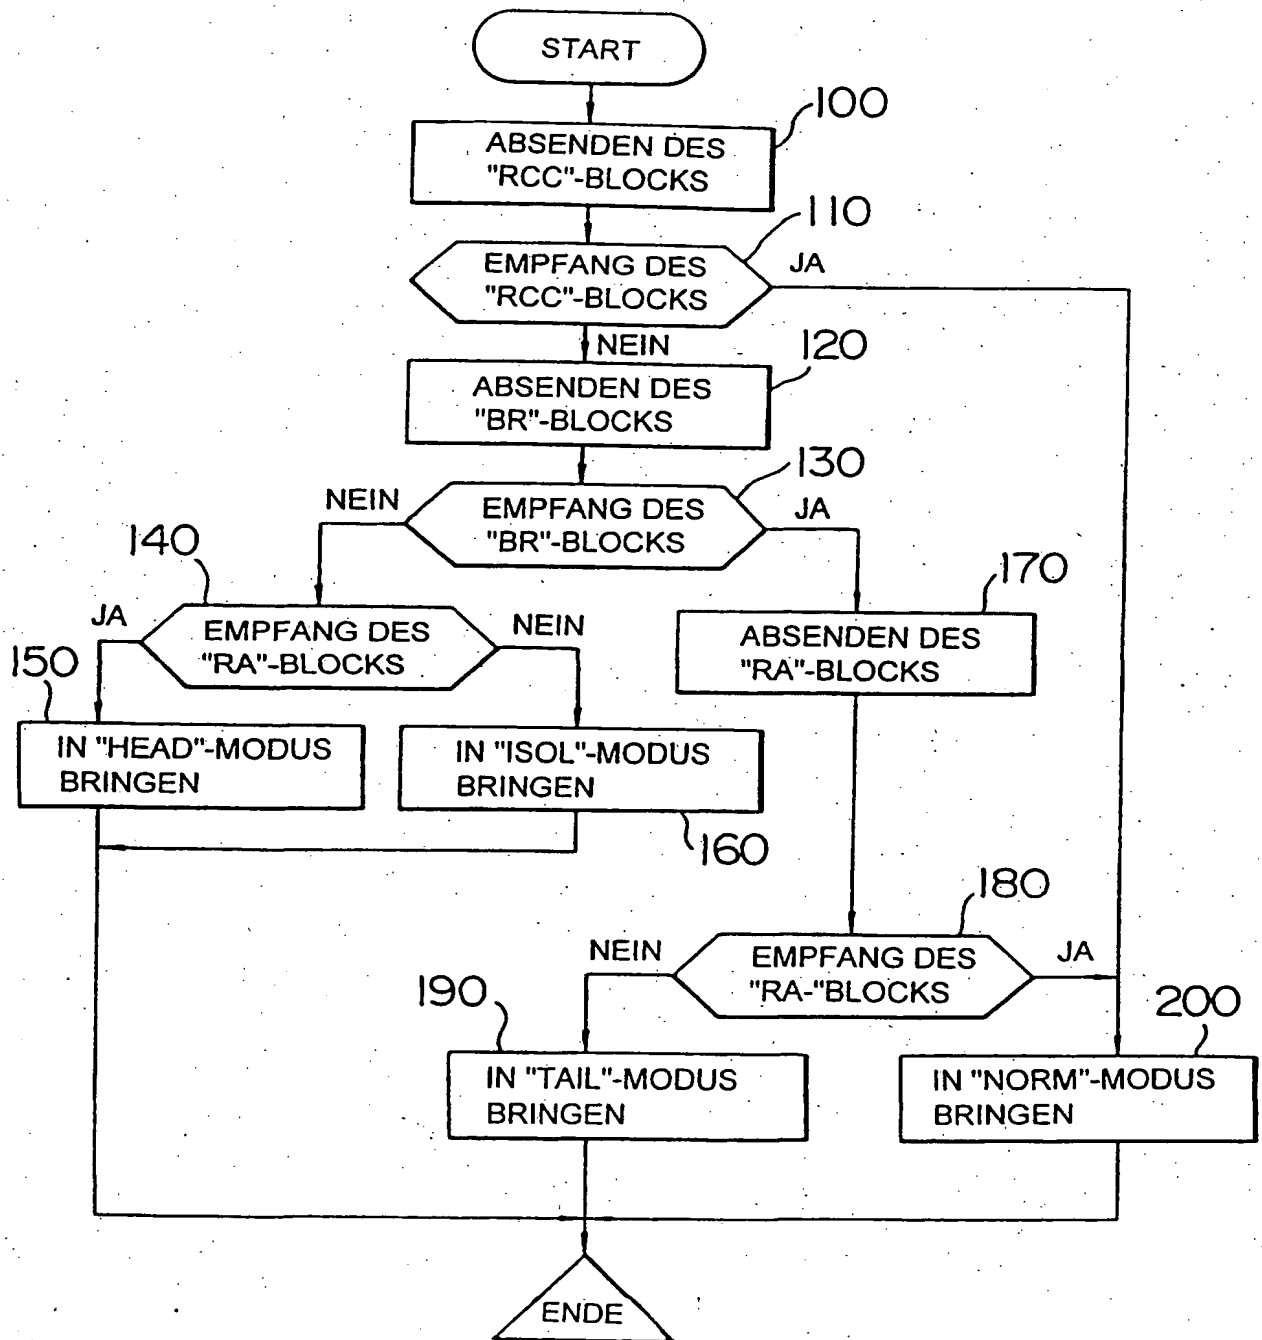 START
100
ABSENDEN DES
"RCC"-BLOCKS
110
EMPFANG DES
"RCC"-BLOCKS
JA
NEIN
120
ABSENDEN DES
"BR"-BLOCKS
130
NEIN
EMPFANG DES
"BR"-BLOCKS
JA
140
170
JA
EMPFANG DES
"RA"-BLOCKS
NEIN
ABSENDEN DES
"RA"-BLOCKS
150
IN "HEAD"-MODUS
BRINGEN
IN "ISOL"-MODUS
BRINGEN
160
180
NEIN
EMPFANG DES
"RA-"BLOCKS
JA
190
200
IN "TAIL"-MODUS
BRINGEN
IN "NORM"-MODUS
BRINGEN
ENDE